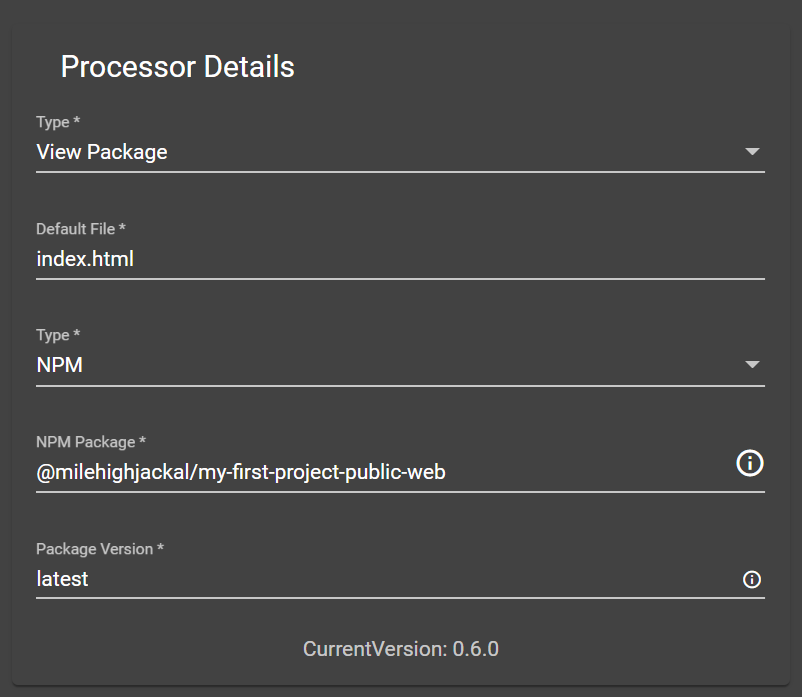 Processor Details
Type *
View Package
Default File *
index.html
Type *
NPM
NPM Package *
@milehighjackal/my-first-project-public-web
Package Version *
latest
CurrentVersion: 0.6.0